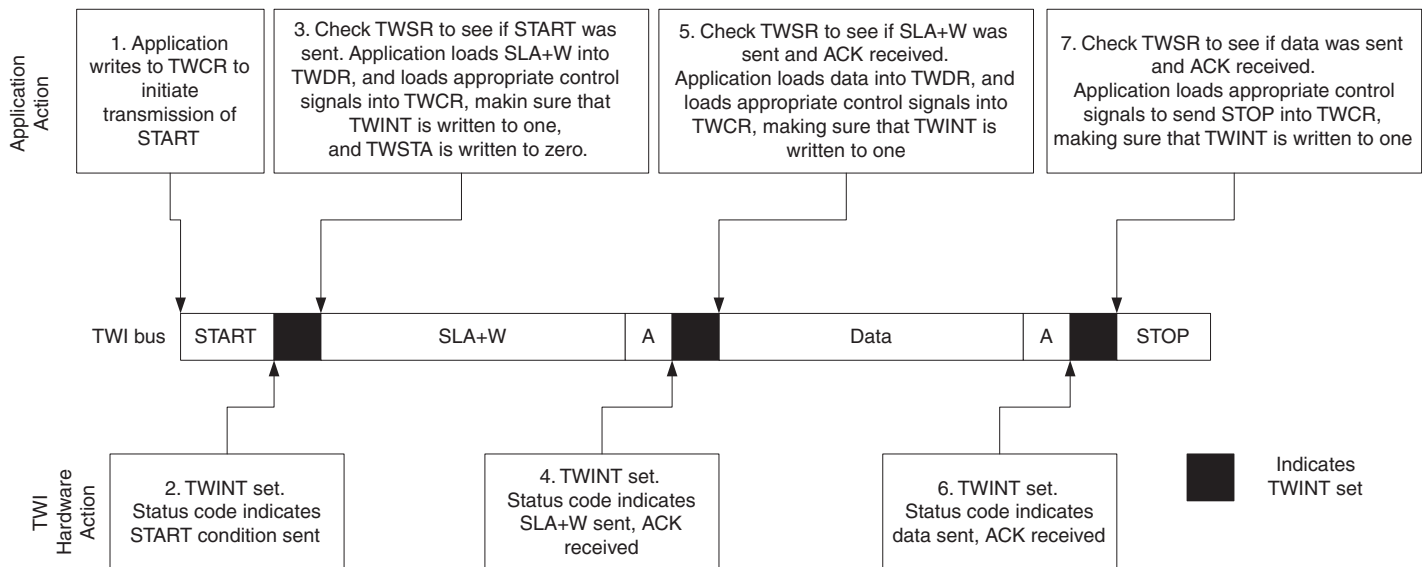 Application
Action
1. Application
writes to TWCR to
initiate
transmission of
START
3. Check TWSR to see if START was
sent. Application loads SLA+W into
TWDR, and loads appropriate control
signals into TWCR, makin sure that
TWINT is written to one,
and TWSTA is written to zero.
5. Check TWSR to see if SLA+W was
sent and ACK received.
Application loads data into TWDR, and
loads appropriate control signals into
TWCR, making sure that TWINT is
written to one
7. Check TWSR to see if data was sent
and ACK received.
Application loads appropriate control
signals to send STOP into TWCR,
making sure that TWINT is written to one
TWI bus
START
SLA+W
A
Data
A
STOP
TWI
Hardware
Action
2. TWINT set.
Status code indicates
START condition sent
4. TWINT set.
Status code indicates
SLA+W sent, ACK
received
6. TWINT set.
Status code indicates
data sent, ACK received
Indicates
TWINT set